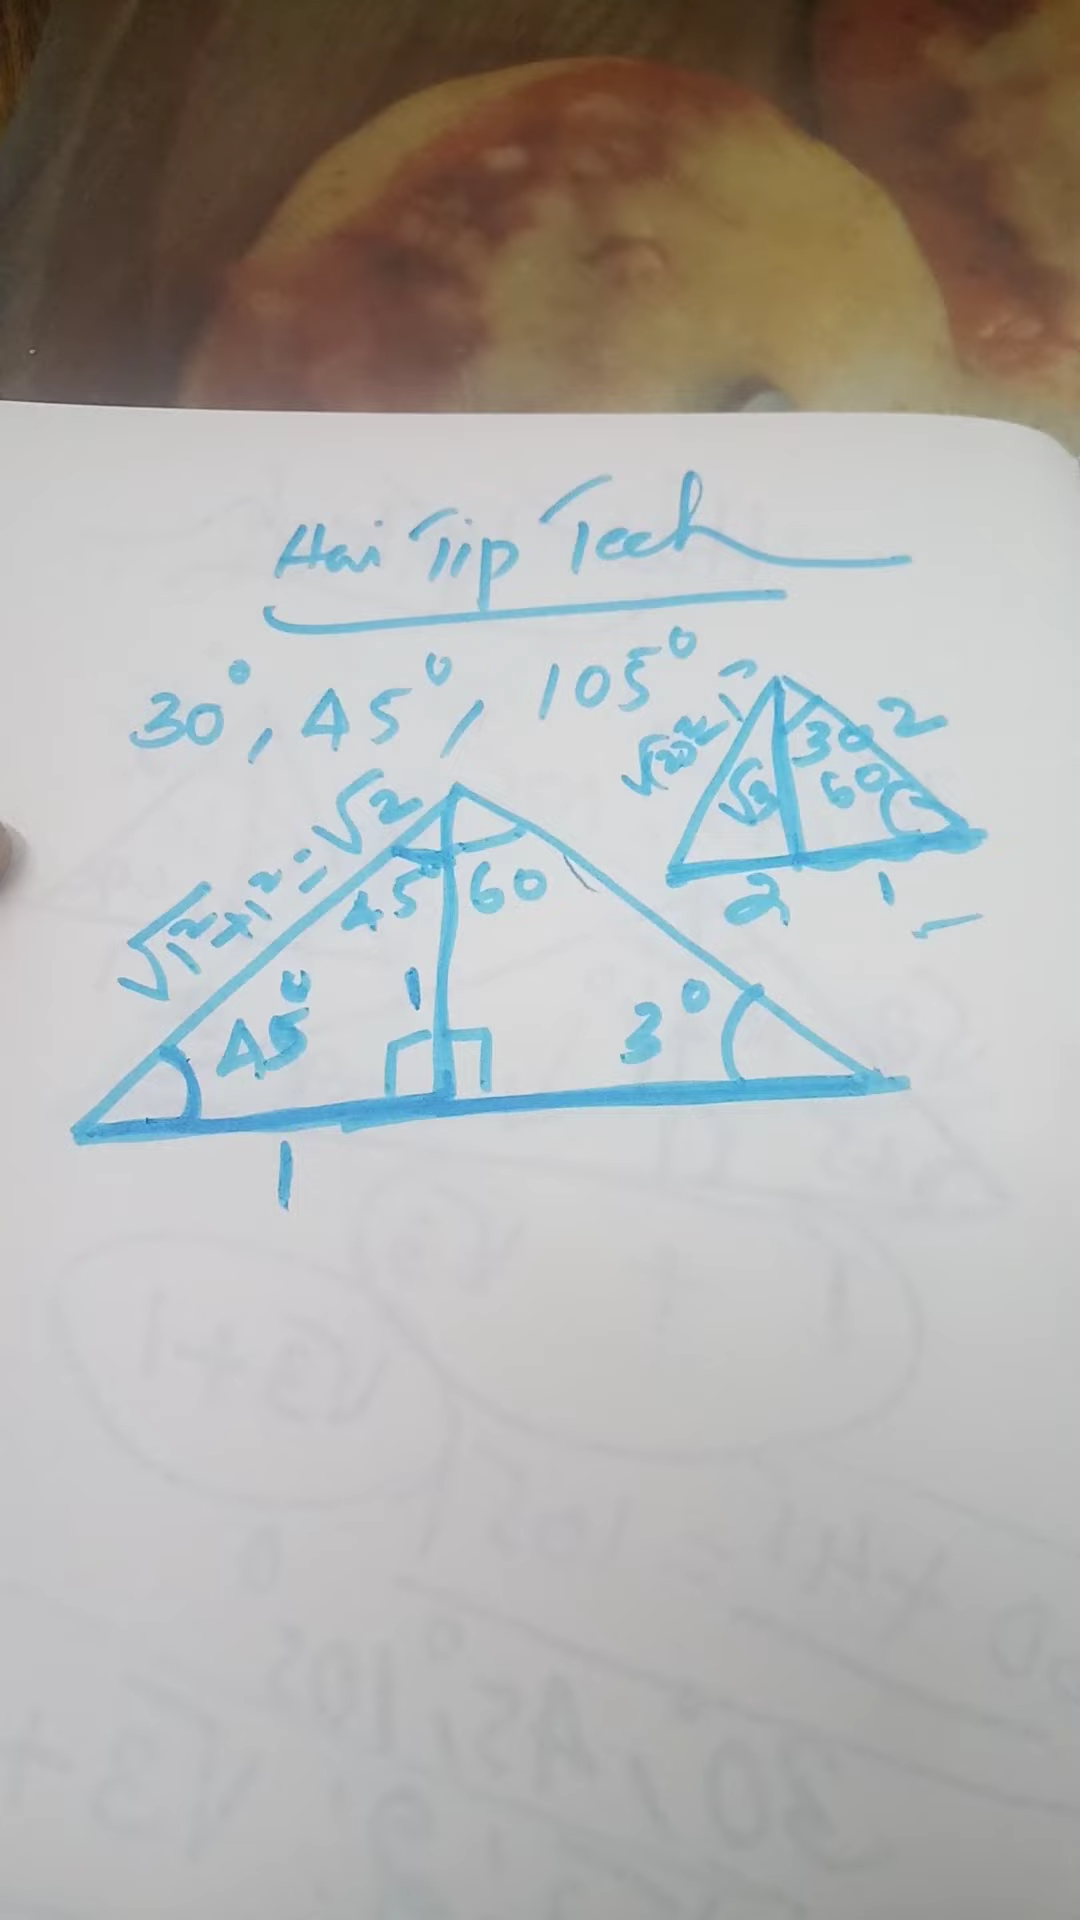 Hai Tip Tech
30°, 45°, 105°
30 2
√3 60
2 1
√1²+1² = √2
45° 60
1
45° 3°
1